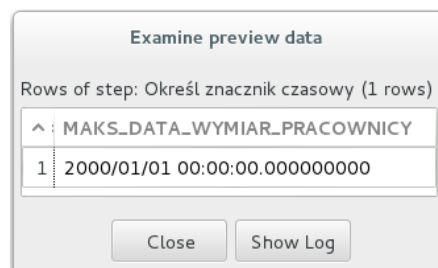 Examine preview data
Rows of step: Określ znacznik czasowy (1 rows)
MAKS_DATA_WYMIAR_PRACOWNICY
1 2000/01/01 00:00:00.000000000
Close Show Log